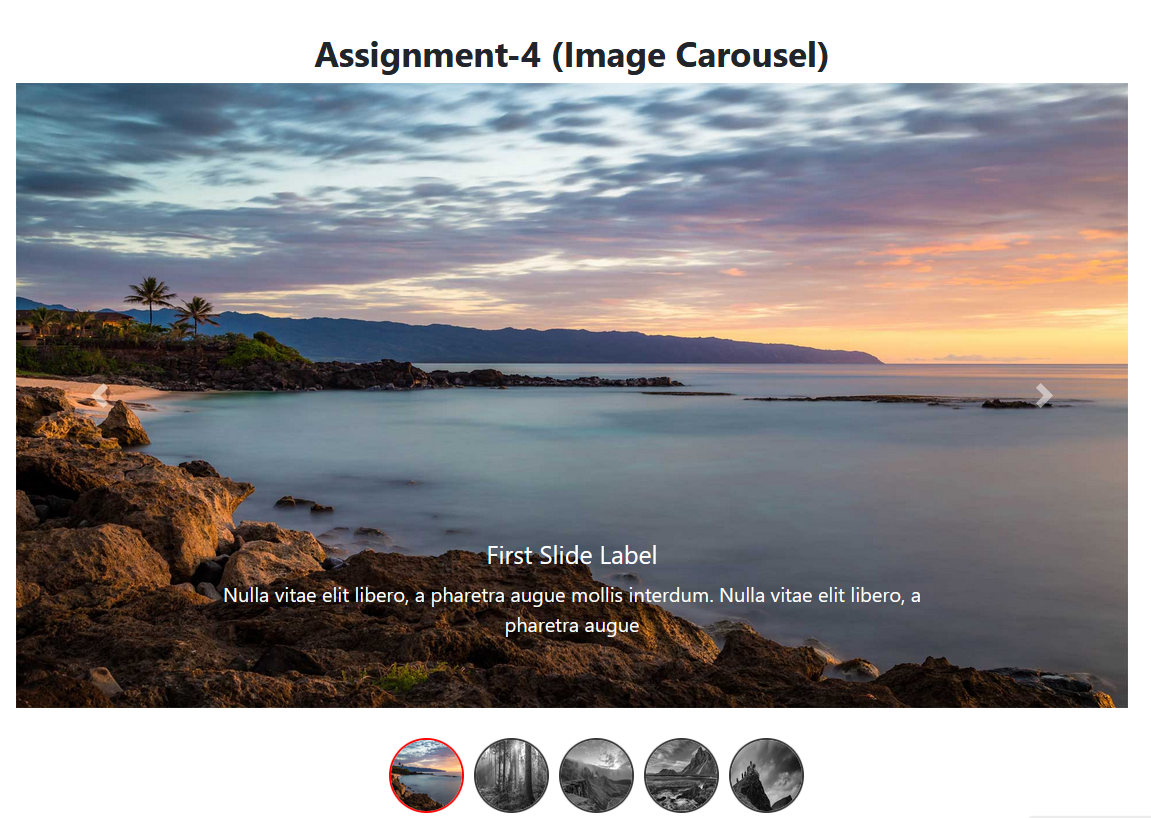 Assignment-4 (Image Carousel)
First Slide Label
Nulla vitae elit libero, a pharetra augue mollis interdum. Nulla vitae elit libero, a
pharetra augue